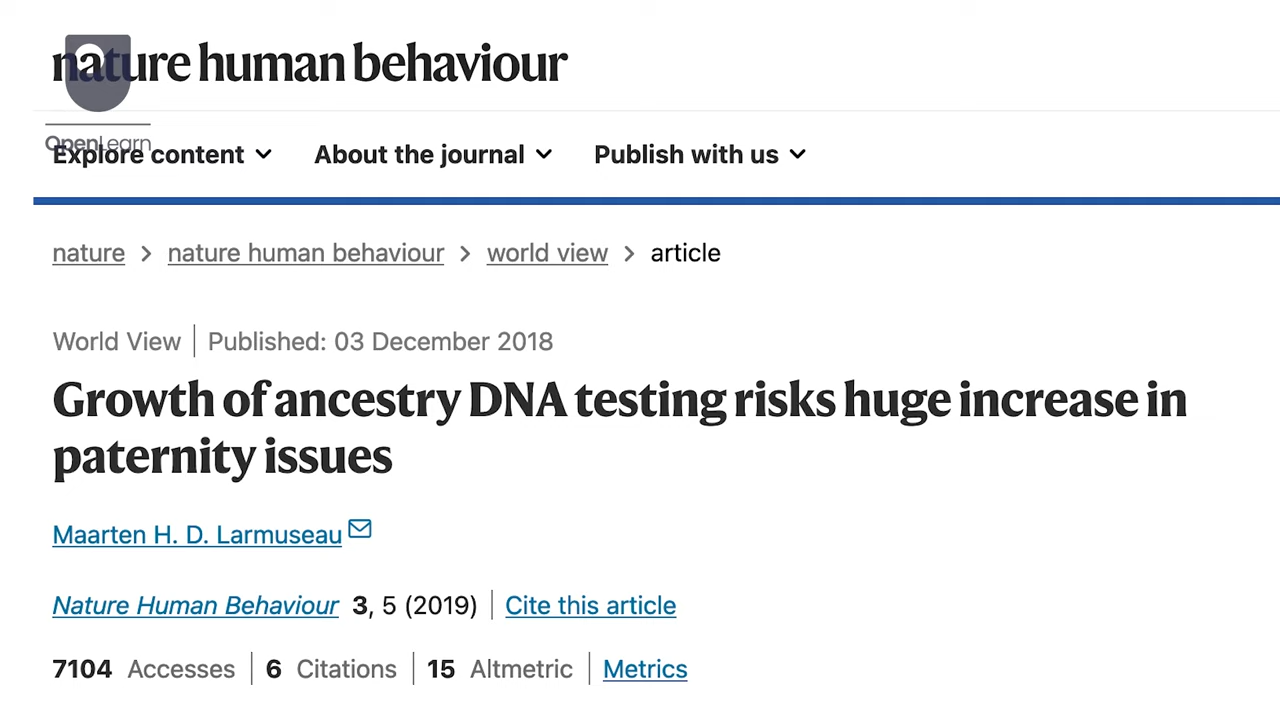 nature human behaviour
OpenLearn
Explore content About the journal Publish with us
nature > nature human behaviour > world view > article
World View | Published: 03 December 2018
Growth of ancestry DNA testing risks huge increase in
paternity issues
Maarten H. D. Larmuseau
Nature Human Behaviour 3, 5 (2019) | Cite this article
7104 Accesses | 6 Citations | 15 Altmetric | Metrics